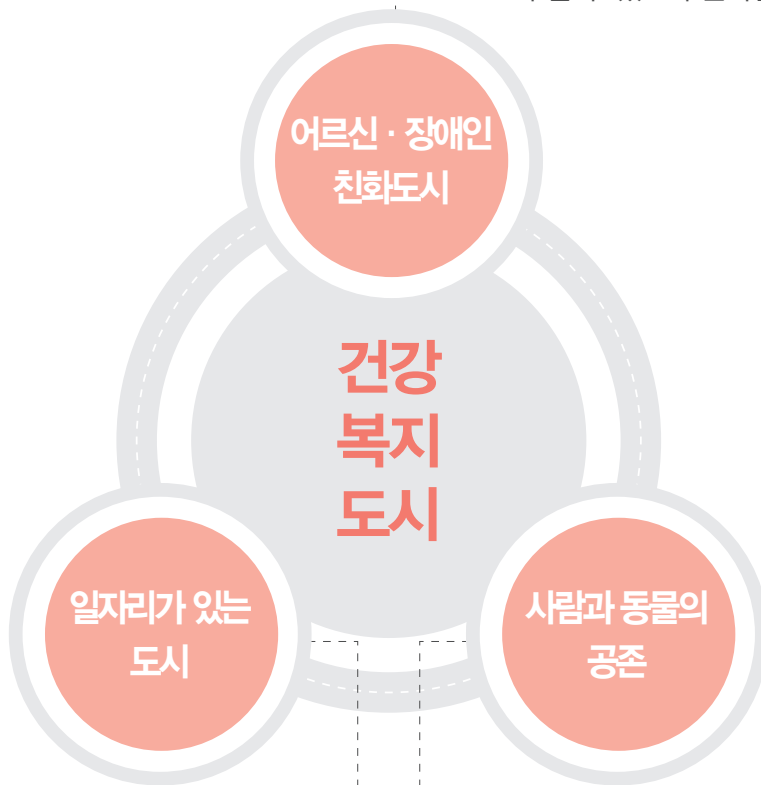 어르신 · 장애인
친화도시
건강
복지
도시
일자리가 있는
도시
사람과 동물의
공존